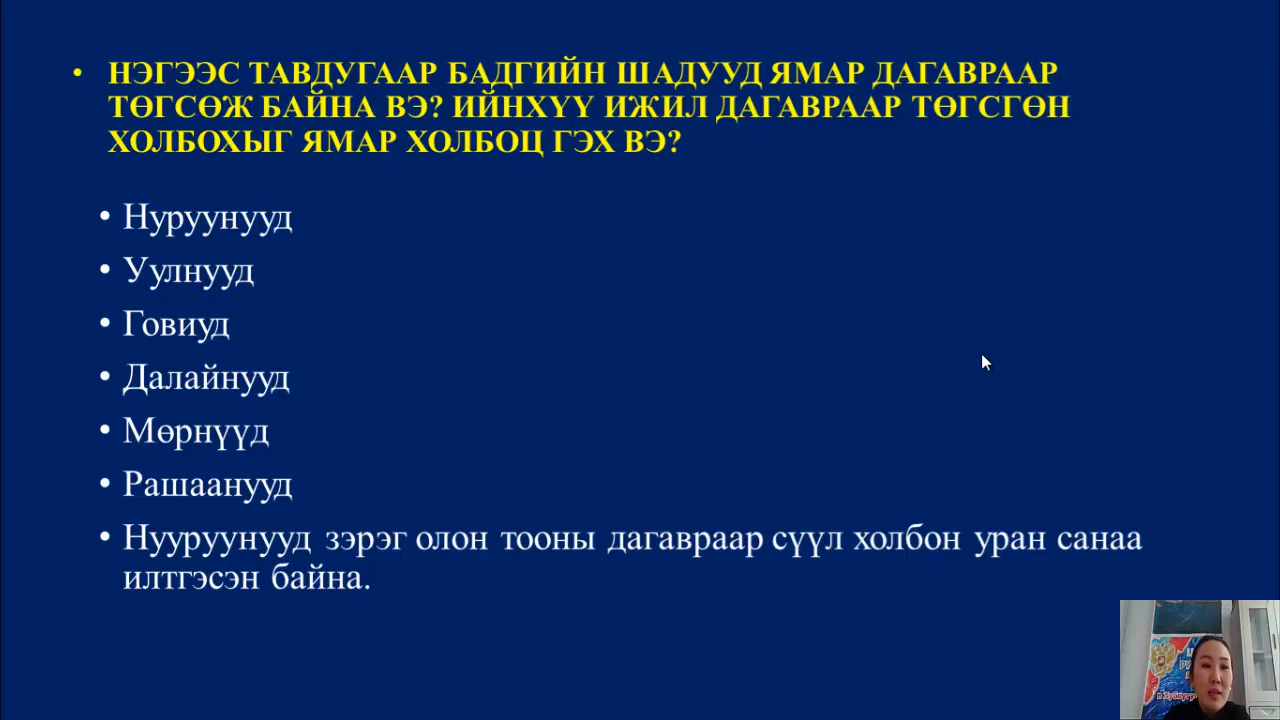 • НЭГЭЭС ТАВДУГААР БАДГИЙН ШАДУУД ЯМАР ДАГАВРААР
ТӨГСӨЖ БАЙНА ВЭ? ИЙНХҮҮ ИЖИЛ ДАГАВРААР ТӨГСГӨН
ХОЛБОХЫГ ЯМАР ХОЛБОЦ ГЭХ ВЭ?
• Нуруунууд
• Уулнууд
• Говиуд
• Далайнууд
• Мөрнүүд
• Рашаанууд
• Нууруунууд зэрэг олон тооны дагавраар сүүл холбон уран санаа
илтгэсэн байна.